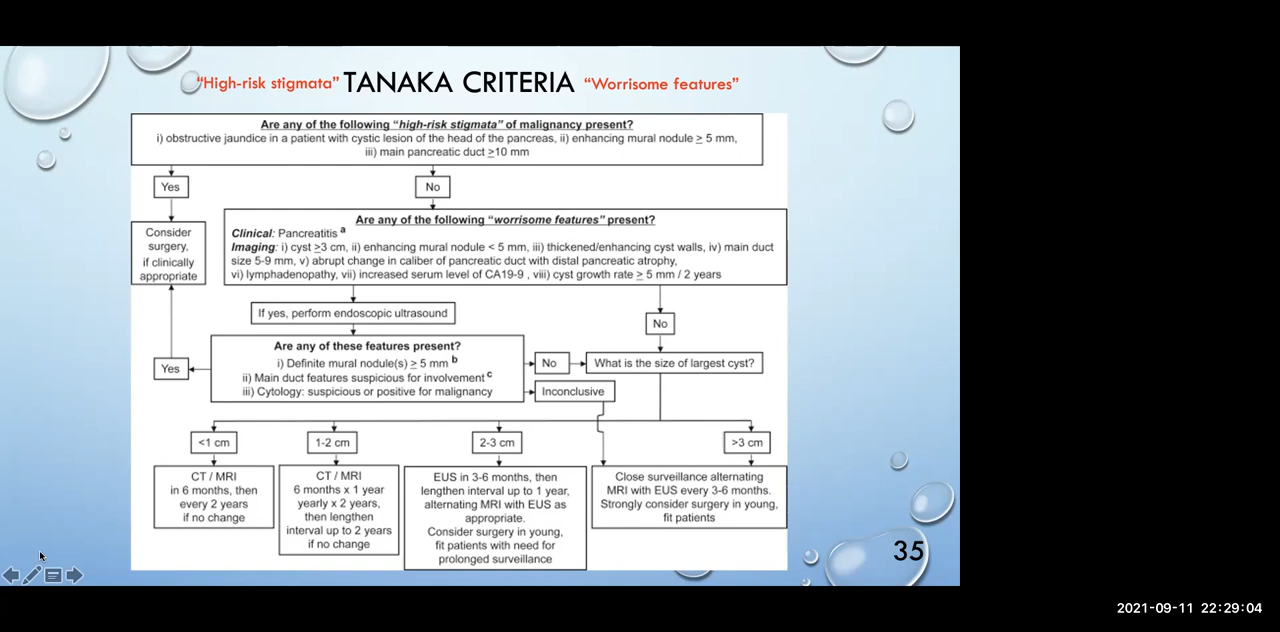 "High-risk stigmata" TANAKA CRITERIA "Worrisome features"
Are any of the following "high-risk stigmata" of malignancy present?
i) obstructive jaundice in a patient with cystic lesion of the head of the pancreas, ii) enhancing mural nodule ≥ 5 mm,
iii) main pancreatic duct ≥10 mm
Yes
No
Consider
surgery,
if clinically
appropriate
Are any of the following "worrisome features" present?
Clinical: Pancreatitis a
Imaging: i) cyst ≥3 cm, ii) enhancing mural nodule < 5 mm, iii) thickened/enhancing cyst walls, iv) main duct
size 5-9 mm, v) abrupt change in caliber of pancreatic duct with distal pancreatic atrophy,
vi) lymphadenopathy, vii) increased serum level of CA19-9 , viii) cyst growth rate ≥ 5 mm / 2 years
If yes, perform endoscopic ultrasound
No
Are any of these features present?
i) Definite mural nodule(s) ≥ 5 mm b
ii) Main duct features suspicious for involvement c
iii) Cytology: suspicious or positive for malignancy
Yes
No
What is the size of largest cyst?
Inconclusive
<1 cm
1-2 cm
2-3 cm
>3 cm
CT / MRI
in 6 months, then
every 2 years
if no change
CT / MRI
6 months x 1 year
yearly x 2 years,
then lengthen
interval up to 2 years
if no change
EUS in 3-6 months, then
lengthen interval up to 1 year,
alternating MRI with EUS as
appropriate.
Consider surgery in young,
fit patients with need for
prolonged surveillance
Close surveillance alternating
MRI with EUS every 3-6 months.
Strongly consider surgery in young,
fit patients
35
2021-09-11 22:29:04